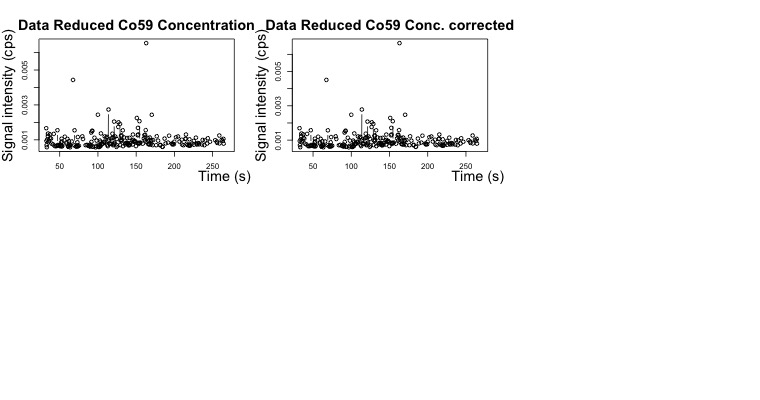 Data Reduced Co59 Concentration
Signal intensity (cps)
0.001
0.003
0.005
50 100 150 200 250
Time (s)
Data Reduced Co59 Conc. corrected
Signal intensity (cps)
0.001
0.003
0.005
50 100 150 200 250
Time (s)